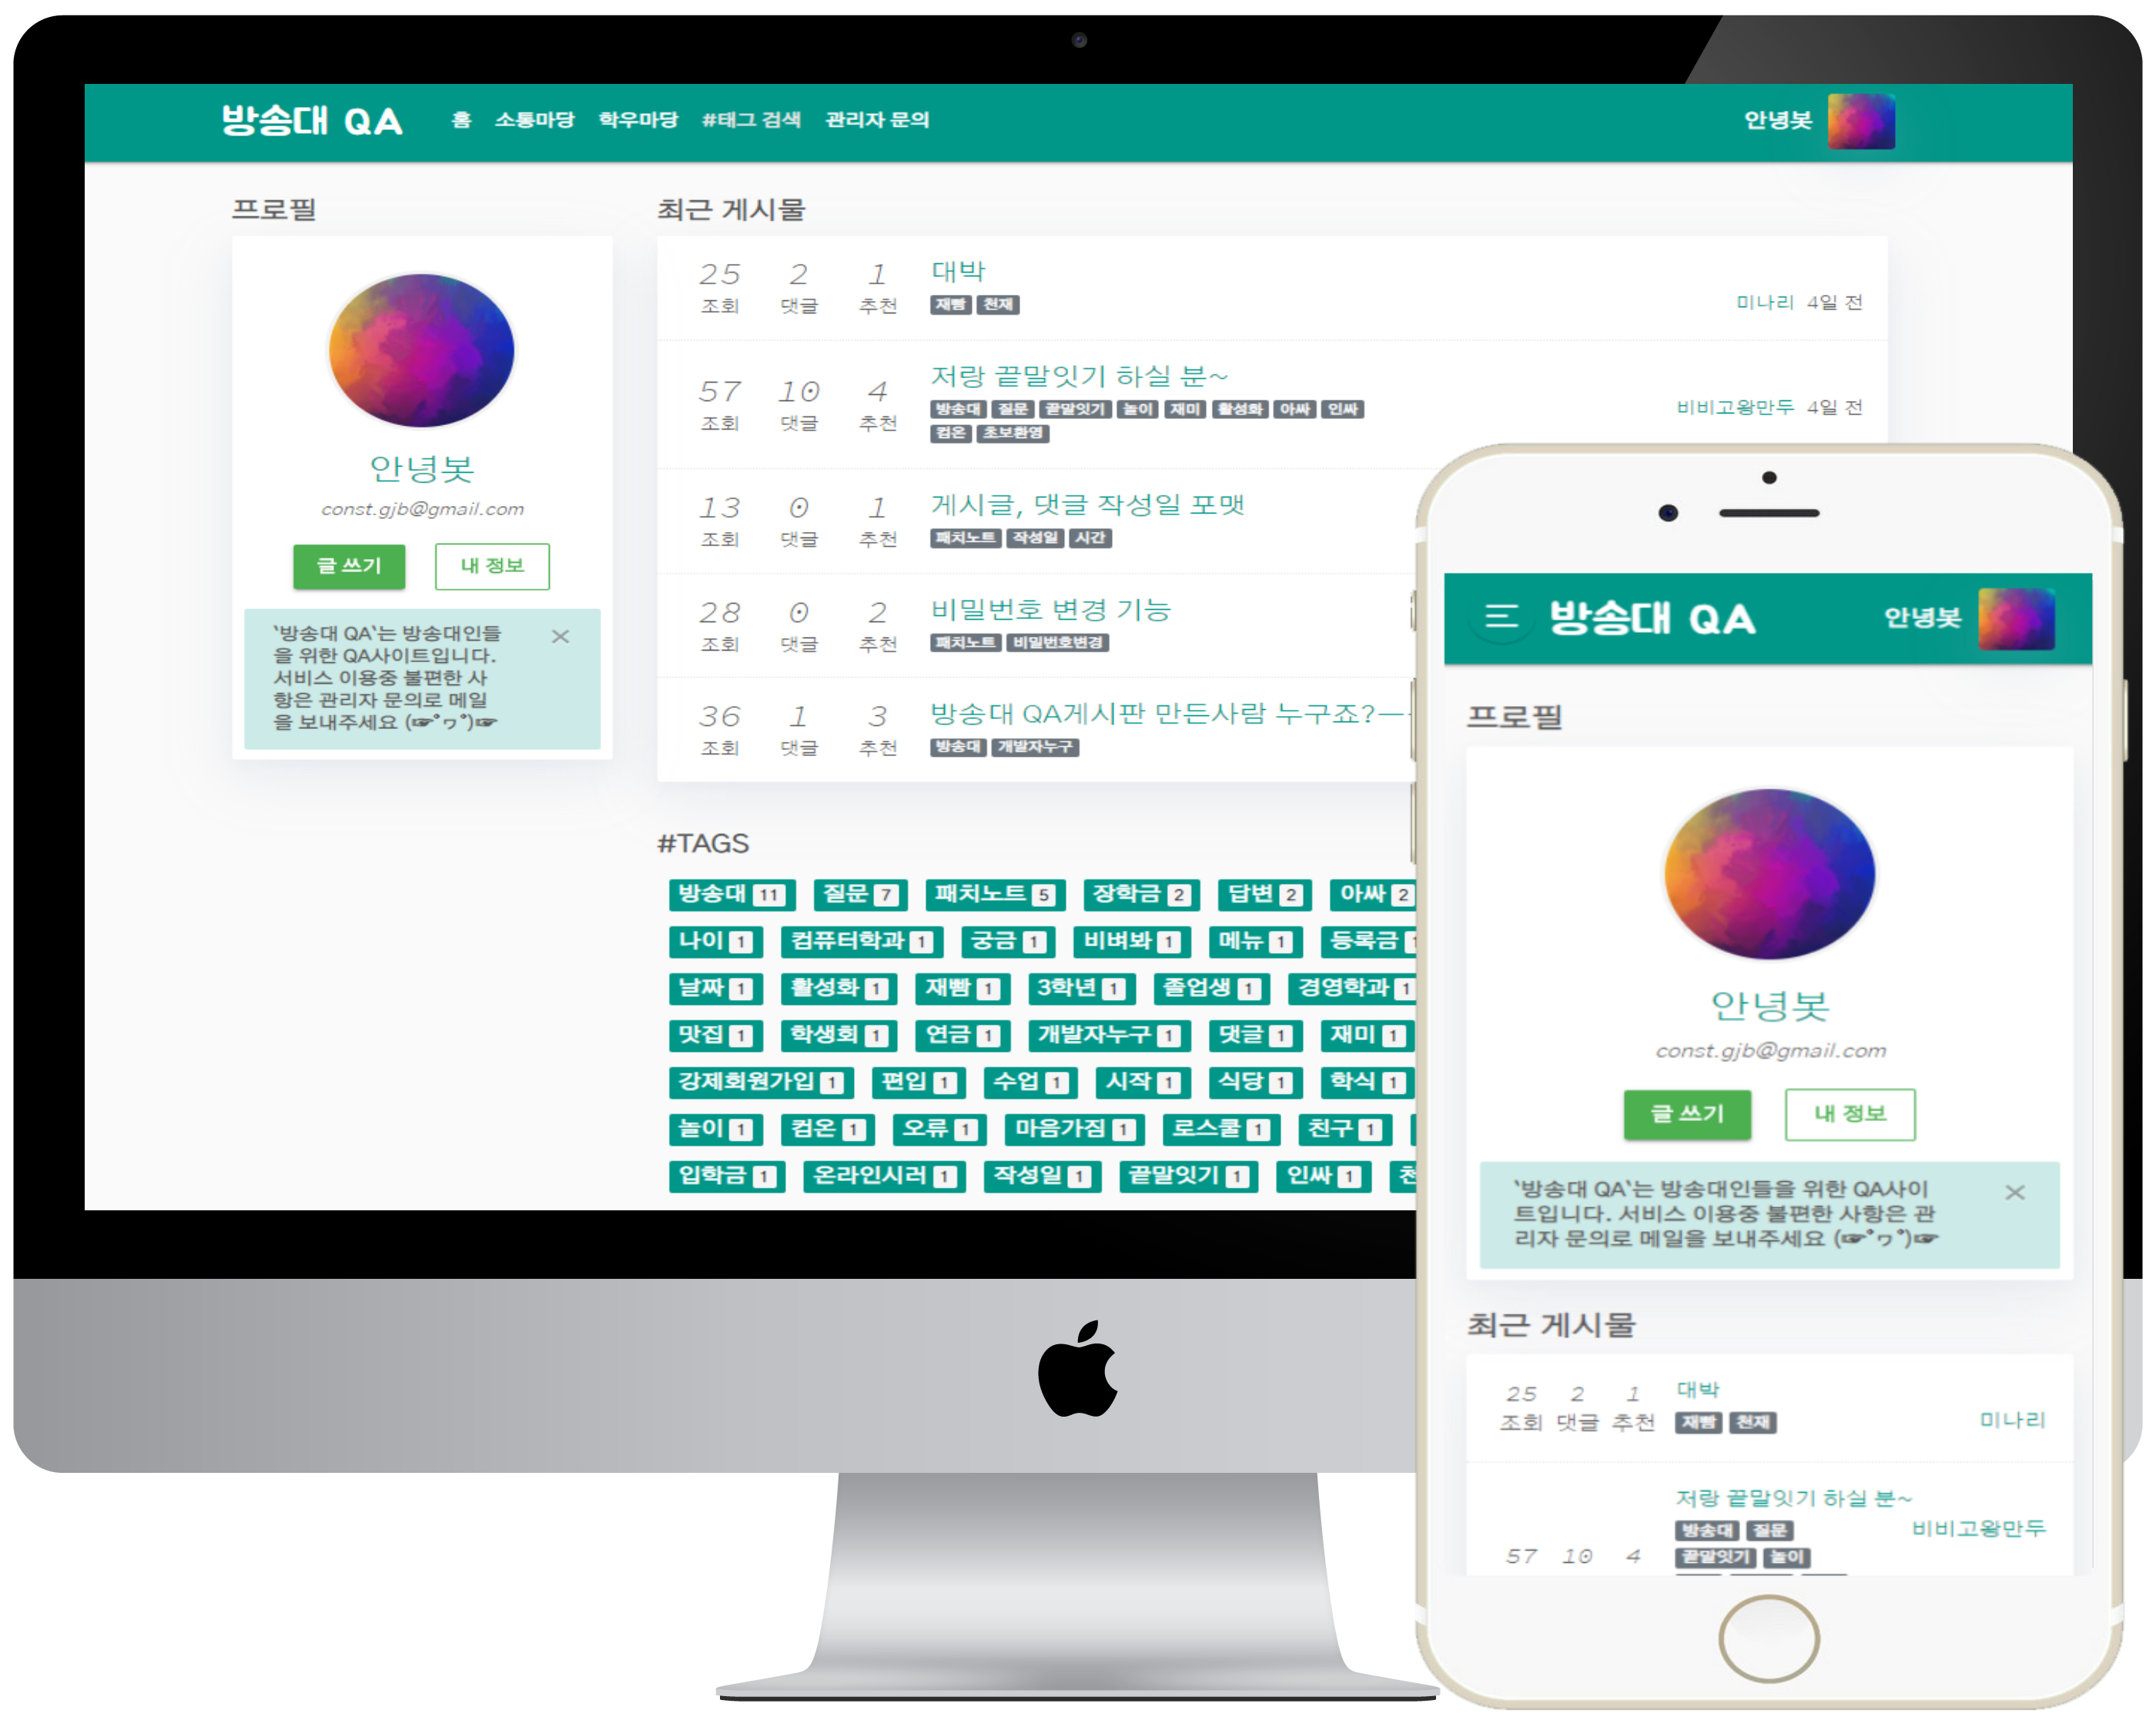 방송대 QA 홈 소통마당 학우마당 #태그 검색 관리자 문의 안녕봇
프로필
안녕봇
const.gjb@gmail.com
글 쓰기 내 정보
‵방송대 QA‵는 방송대인들
을 위한 QA사이트입니다.
서비스 이용중 불편한 사
항은 관리자 문의로 메일
을 보내주세요 (☞ﾟヮﾟ)☞
×
최근 게시물
25 2 1 대박
조회 댓글 추천 재빵 천재 미나리 4일 전
57 10 4 저랑 끝말잇기 하실 분~
조회 댓글 추천 방송대 질문 끝말잇기 놀이 재미 활성화 아싸 인싸 비비고왕만두 4일 전
컴온 초보환영
13 0 1 게시글, 댓글 작성일 포맷
조회 댓글 추천 패치노트 작성일 시간
28 0 2 비밀번호 변경 기능
조회 댓글 추천 패치노트 비밀번호변경
36 1 3 방송대 QA게시판 만든사람 누구죠?ㅡ
조회 댓글 추천 방송대 개발자누구
#TAGS
방송대 11 질문 7 패치노트 5 장학금 2 답변 2 아싸 2
나이 1 컴퓨터학과 1 궁금 1 비벼봐 1 메뉴 1 등록금 1
날짜 1 활성화 1 재빵 1 3학년 1 졸업생 1 경영학과 1
맛집 1 학생회 1 연금 1 개발자누구 1 댓글 1 재미 1
강제회원가입 1 편입 1 수업 1 시작 1 식당 1 학식 1
놀이 1 컴온 1 오류 1 마음가짐 1 로스쿨 1 친구 1
입학금 1 온라인시러 1 작성일 1 끝말잇기 1 인싸 1 천
방송대 QA 안녕봇
프로필
안녕봇
const.gjb@gmail.com
글 쓰기 내 정보
‵방송대 QA‵는 방송대인들을 위한 QA사이
트입니다. 서비스 이용중 불편한 사항은 관
리자 문의로 메일을 보내주세요 (☞ﾟヮﾟ)☞
×
최근 게시물
25 2 1 대박
조회 댓글 추천 재빵 천재 미나리
저랑 끝말잇기 하실 분~
방송대 질문 비비고왕만두
57 10 4 끝말잇기 놀이